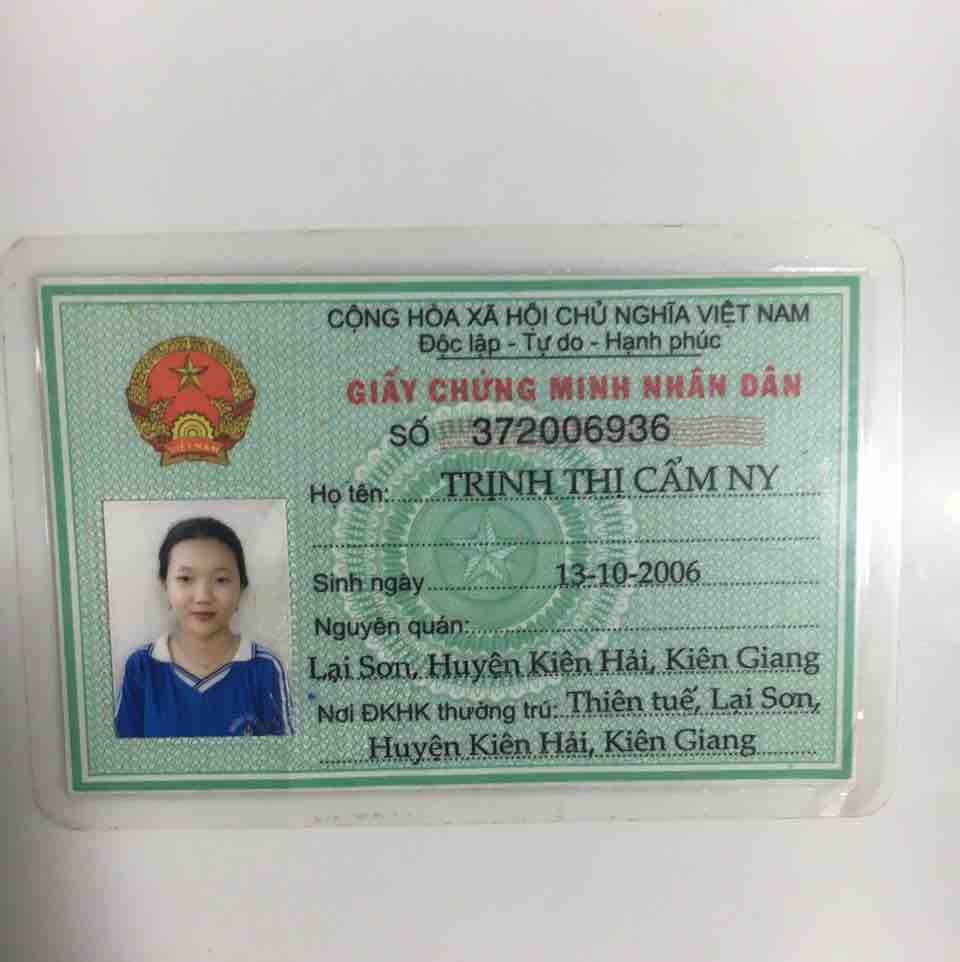 CỘNG HÒA XÃ HỘI CHỦ NGHĨA VIỆT NAM
Độc lập - Tự do - Hạnh phúc
GIẤY CHỨNG MINH NHÂN DÂN
SỐ 372006936
Họ tên: TRỊNH THỊ CẨM NY
Sinh ngày 13-10-2006
Nguyên quán:
Lại Sơn, Huyện Kiên Hải, Kiên Giang
Nơi ĐKHK thường trú: Thiên tuế, Lại Sơn,
Huyện Kiên Hải, Kiên Giang
VIỆT NAM